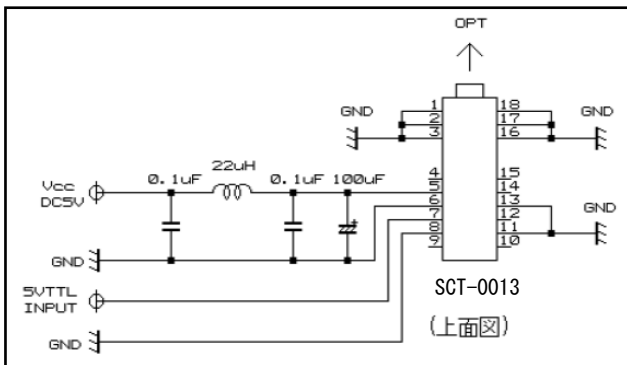 OPT
GND
1
2
3
18
17
16
GND
0.1uF
22uH
0.1uF
100uF
+
Vcc
DC5V
4
5
6
7
8
9
15
14
13
12
11
10
GND
GND
5VTTL
INPUT
GND
SCT-0013
(上面図)